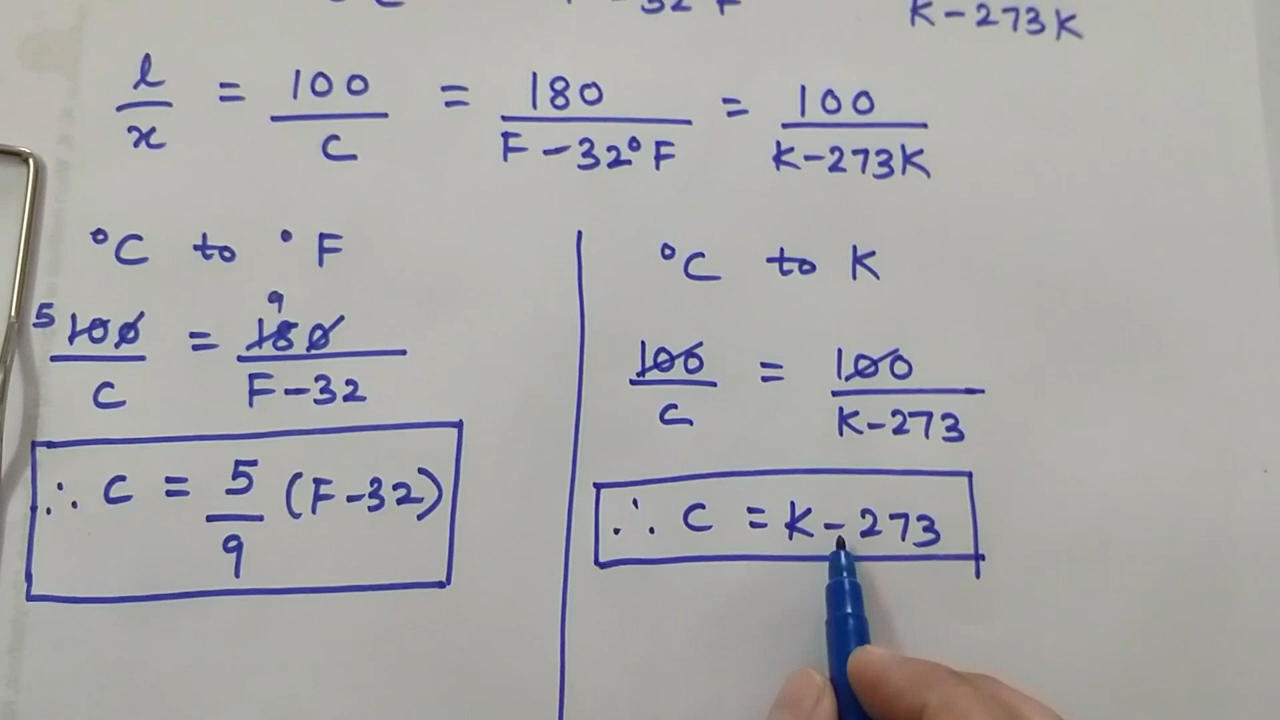 K-273K
l/x = 100/C = 180/F-32°F = 100/K-273K
°C to °F
5 100/C = 9 180/F-32
∴ C = 5/9 (F-32)
°C to K
100/C = 100/K-273
∴ C = K-273